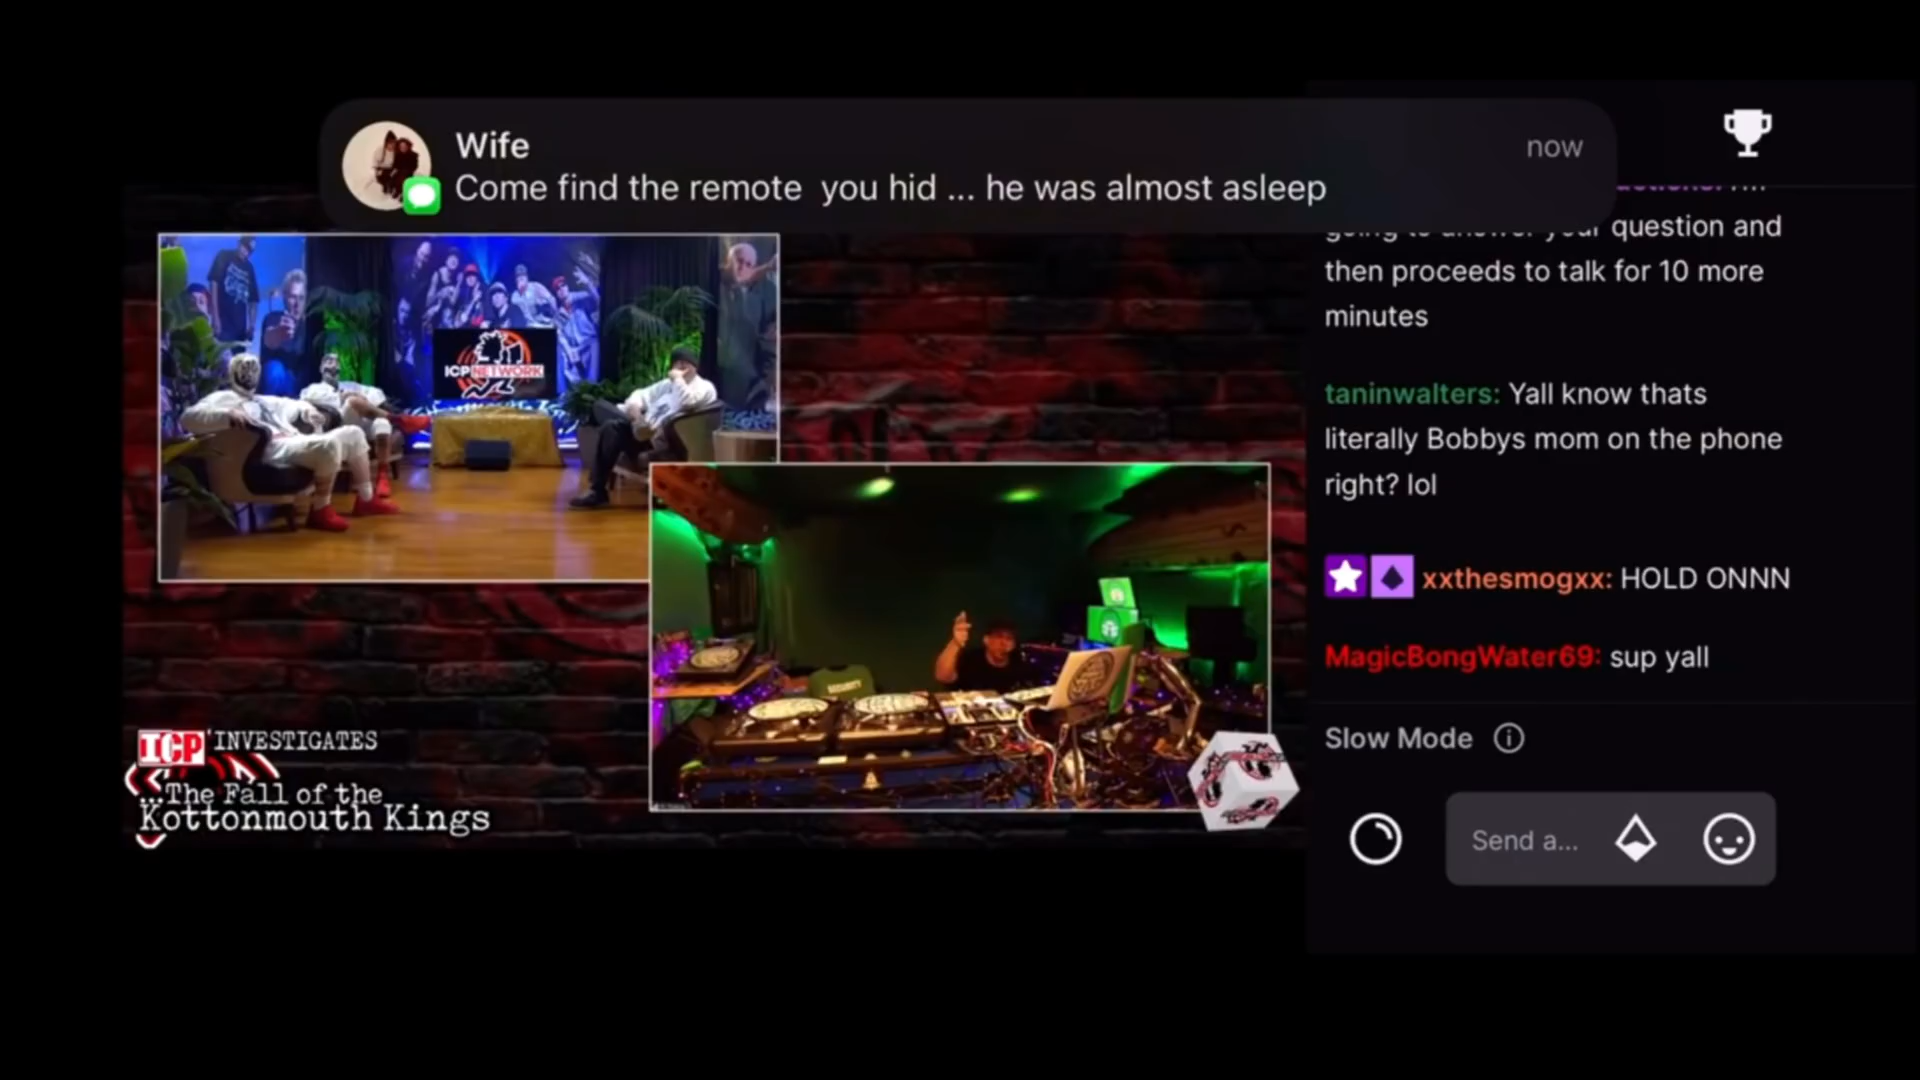 Wife
now
Come find the remote  you hid ... he was almost asleep
question and
then proceeds to talk for 10 more
minutes
taninwalters: Yall know thats
literally Bobbys mom on the phone
right? lol
xxthesmogxx: HOLD ONNN
MagicBongWater69: sup yall
Slow Mode
Send a...
ICP NETWORK
SECURITY
ICP INVESTIGATES
...The Fall of the
Kottonmouth Kings